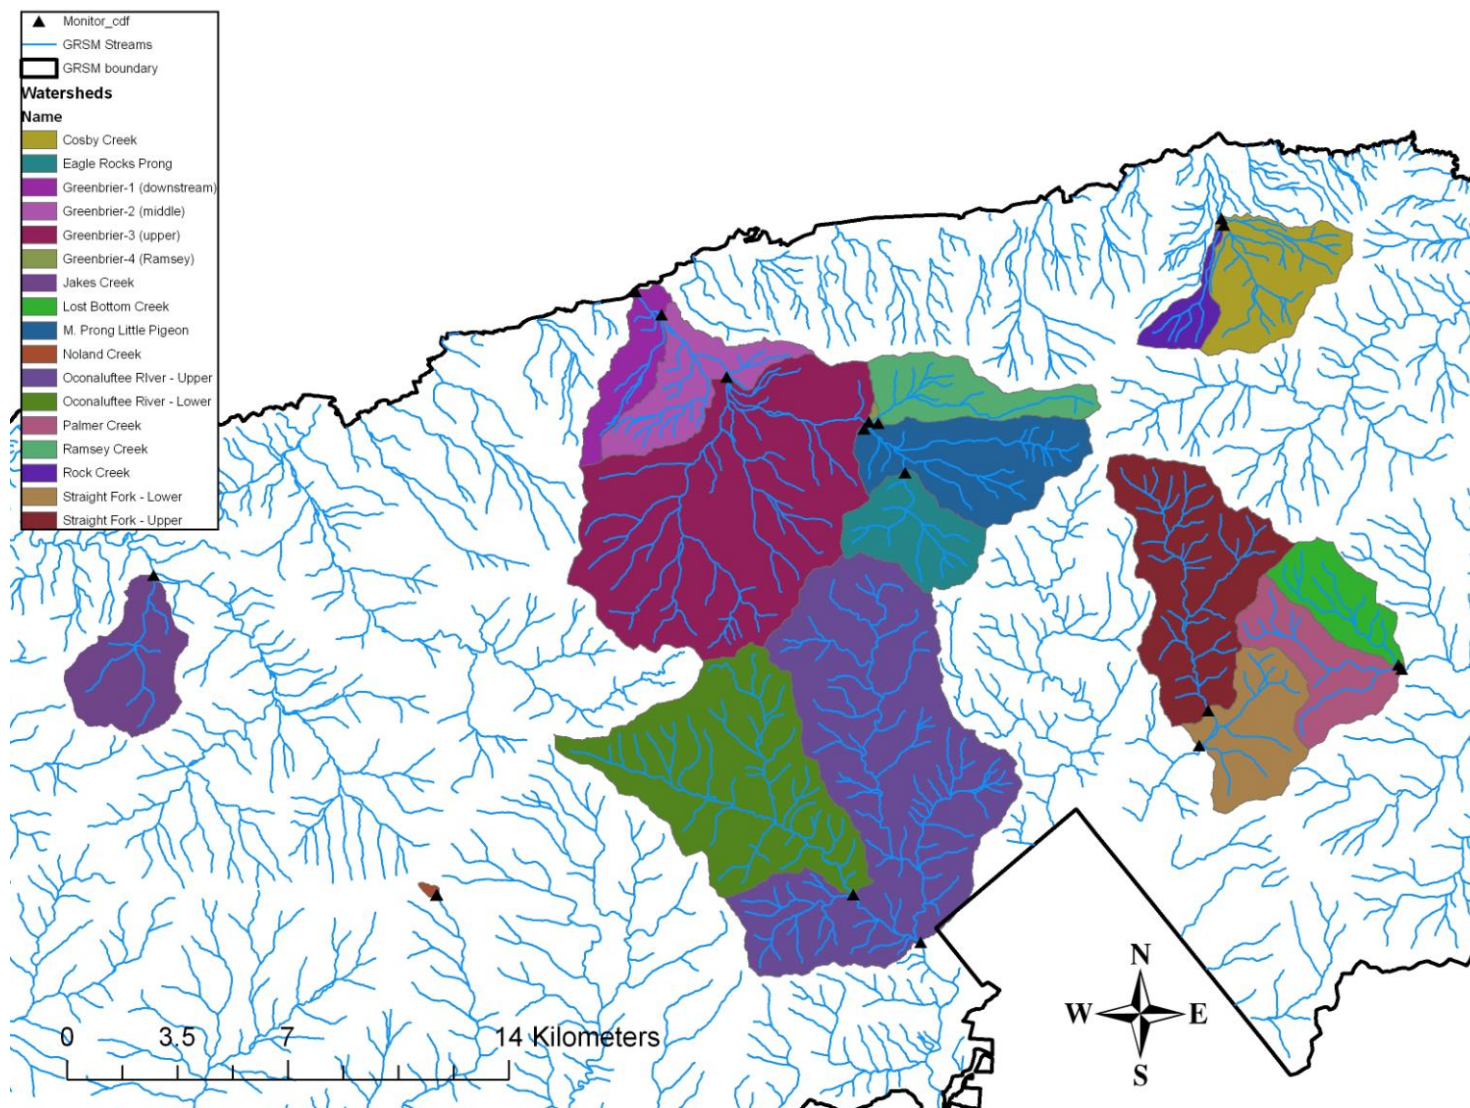 Monitor_cdf
GRSM Streams
GRSM boundary
Watersheds
Name
Cosby Creek
Eagle Rocks Prong
Greenbrier-1 (downstream)
Greenbrier-2 (middle)
Greenbrier-3 (upper)
Greenbrier-4 (Ramsey)
Jakes Creek
Lost Bottom Creek
M. Prong Little Pigeon
Noland Creek
Oconaluftee RIver - Upper
Oconaluftee River - Lower
Palmer Creek
Ramsey Creek
Rock Creek
Straight Fork - Lower
Straight Fork - Upper
N
W E
S
0 3.5 7 14 Kilometers